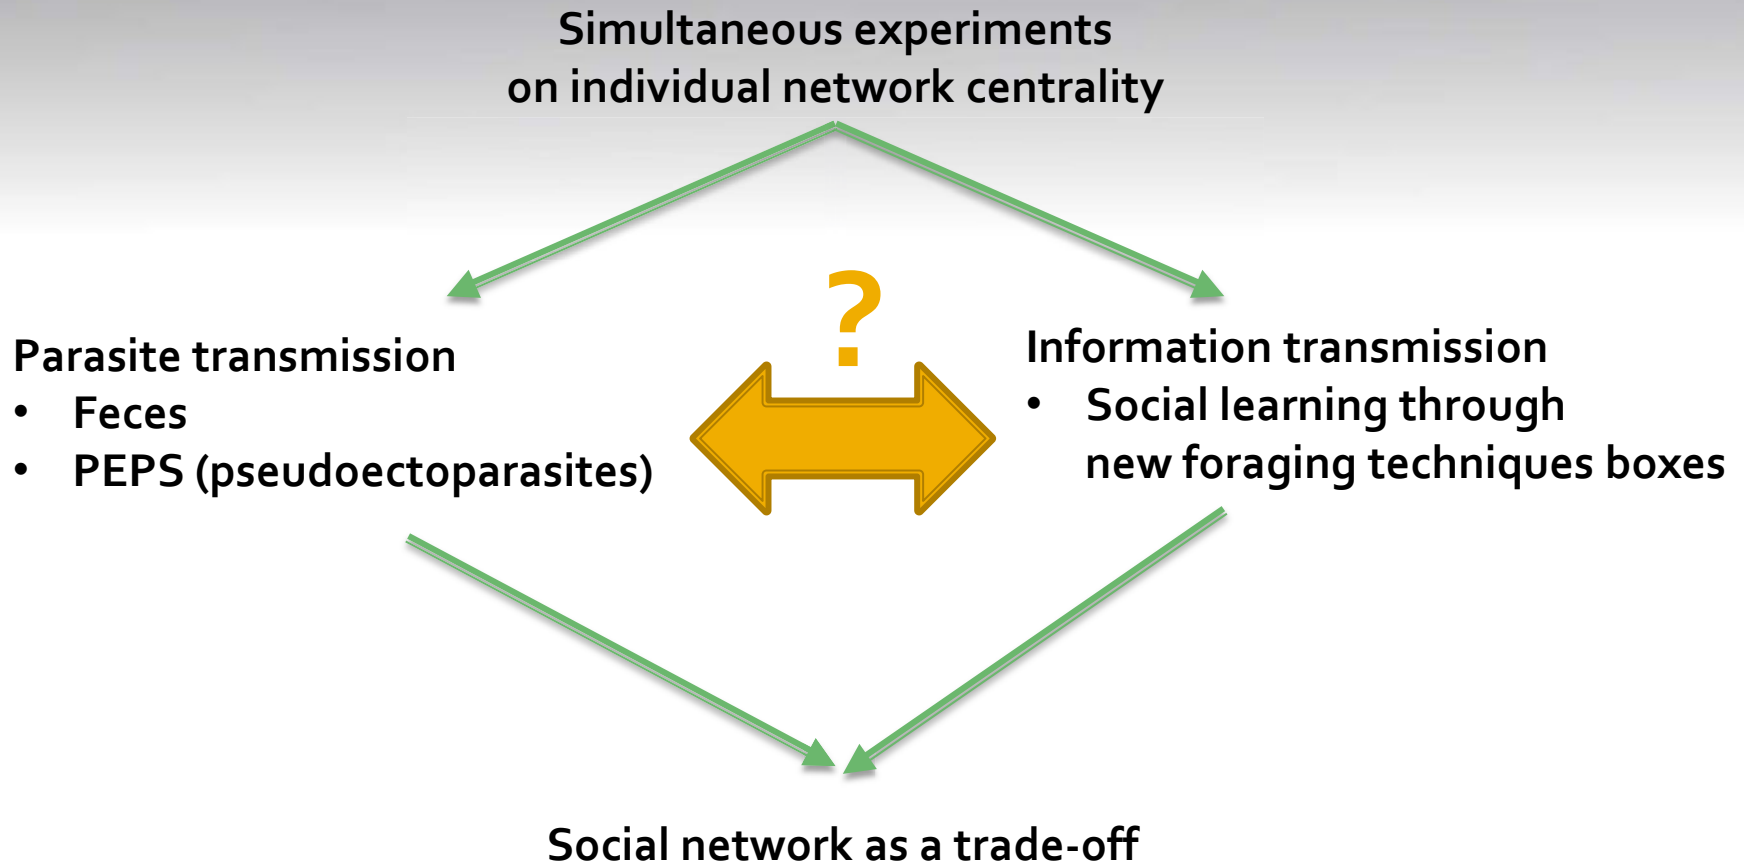 Simultaneous experiments
on individual network centrality
?
Parasite transmission
• Feces
• PEPS (pseudoectoparasites)
Information transmission
• Social learning through
new foraging techniques boxes
Social network as a trade-off